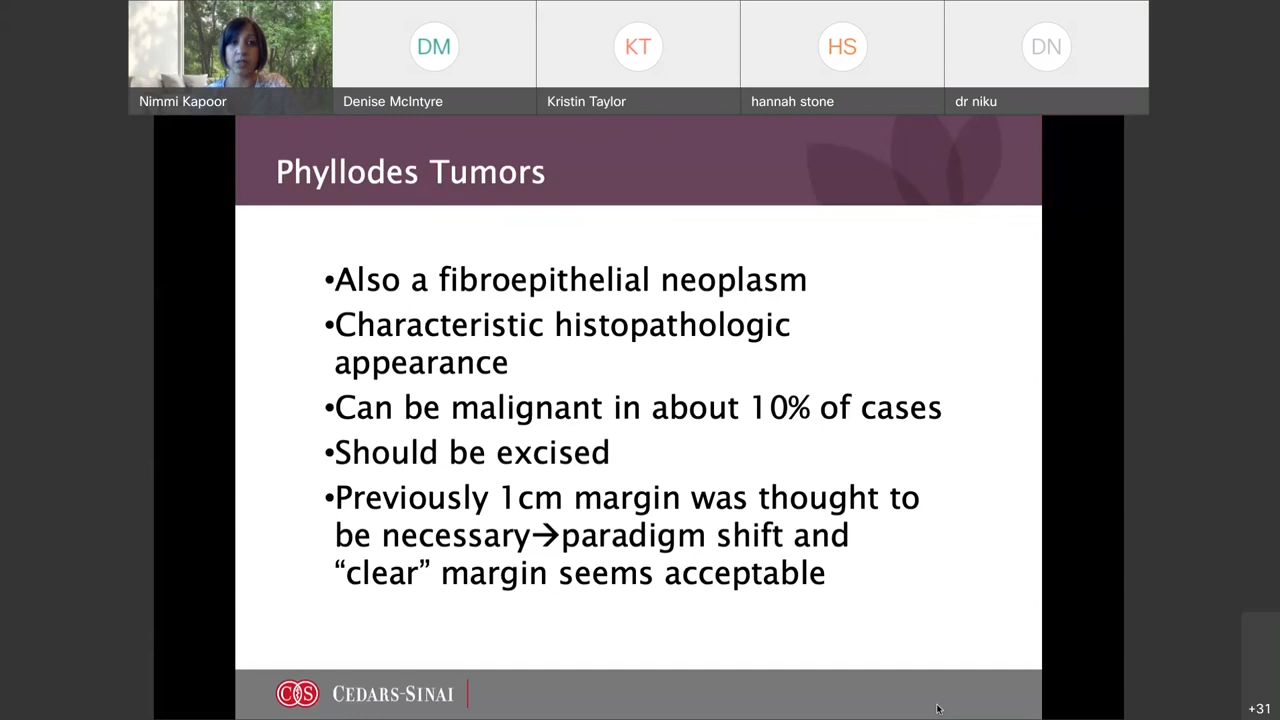 DM
KT
HS
DN
Nimmi Kapoor
Denise McIntyre
Kristin Taylor
hannah stone
dr niku
Phyllodes Tumors
•Also a fibroepithelial neoplasm
•Characteristic histopathologic
appearance
•Can be malignant in about 10% of cases
•Should be excised
•Previously 1cm margin was thought to
be necessary→paradigm shift and
“clear” margin seems acceptable
CS
CEDARS-SINAI
+31